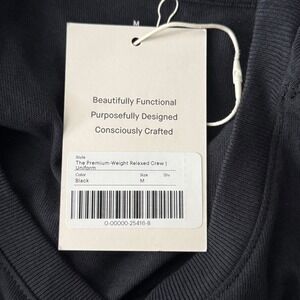 M
Beautifully Functional
Purposefully Designed
Consciously Crafted
Style
The Premium-Weight Relaxed Crew |
Uniform
Color Size Qty
Black M
0-00000-25416-8